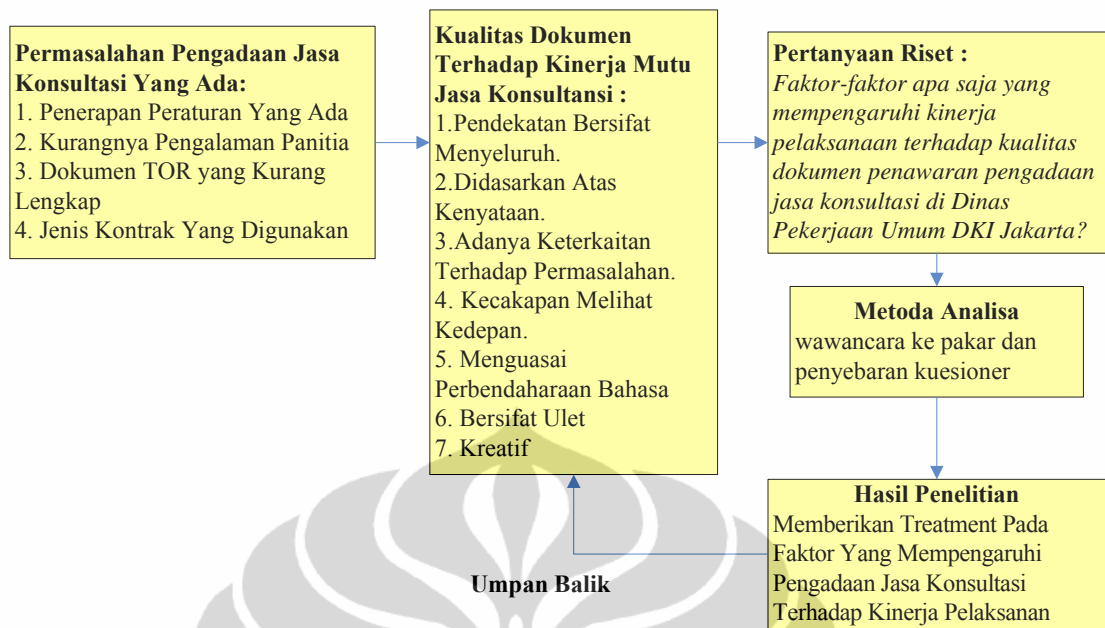 Permasalahan Pengadaan Jasa
Konsultasi Yang Ada:
1. Penerapan Peraturan Yang Ada
2. Kurangnya Pengalaman Panitia
3. Dokumen TOR yang Kurang
Lengkap
4. Jenis Kontrak Yang Digunakan
Kualitas Dokumen
Terhadap Kinerja Mutu
Jasa Konsultansi :
1.Pendekatan Bersifat
Menyeluruh.
2.Didasarkan Atas
Kenyataan.
3.Adanya Keterkaitan
Terhadap Permasalahan.
4. Kecakapan Melihat
Kedepan.
5. Menguasai
Perbendaharaan Bahasa
6. Bersifat Ulet
7. Kreatif
Pertanyaan Riset :
Faktor-faktor apa saja yang
mempengaruhi kinerja
pelaksanaan terhadap kualitas
dokumen penawaran pengadaan
jasa konsultasi di Dinas
Pekerjaan Umum DKI Jakarta?
Metoda Analisa
wawancara ke pakar dan
penyebaran kuesioner
Hasil Penelitian
Memberikan Treatment Pada
Faktor Yang Mempengaruhi
Pengadaan Jasa Konsultasi
Terhadap Kinerja Pelaksanan
Umpan Balik